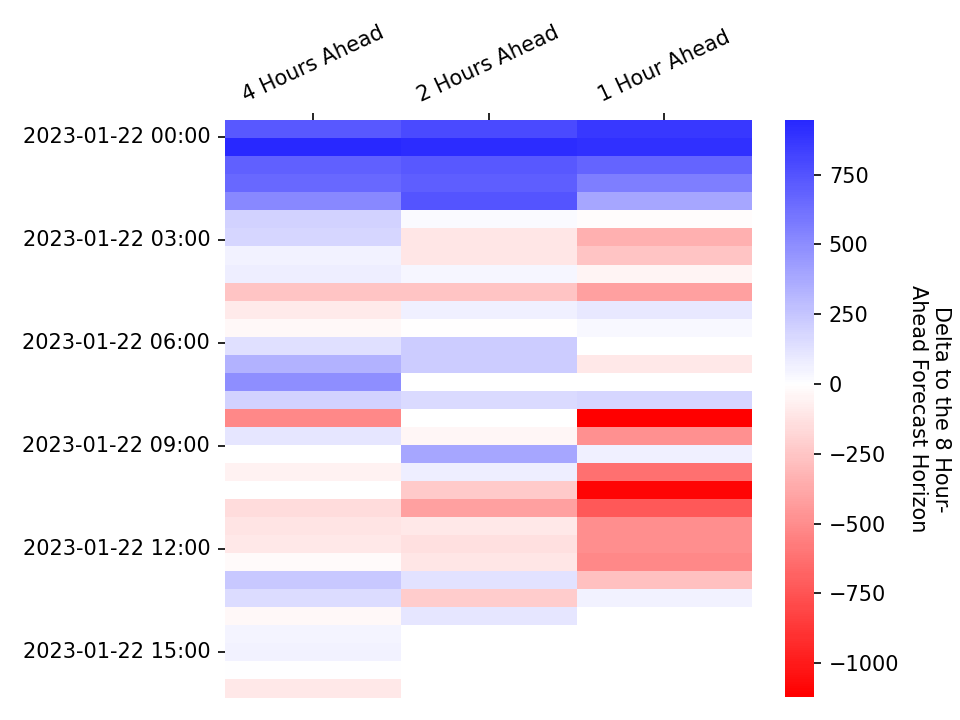 4 Hours Ahead
2 Hours Ahead
1 Hour Ahead
2023-01-22 00:00
2023-01-22 03:00
2023-01-22 06:00
2023-01-22 09:00
2023-01-22 12:00
2023-01-22 15:00
750
500
250
0
−250
−500
−750
−1000
Delta to the 8 Hour-
Ahead Forecast Horizon